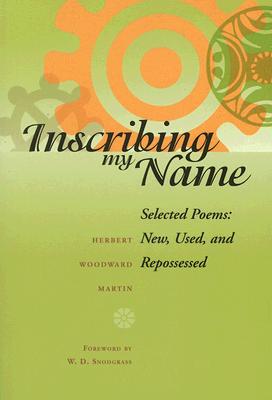 Inscribing
my
Name
Selected Poems:
New, Used, and
Repossessed
HERBERT
WOODWARD
MARTIN
FOREWORD BY
W. D. SNODGRASS